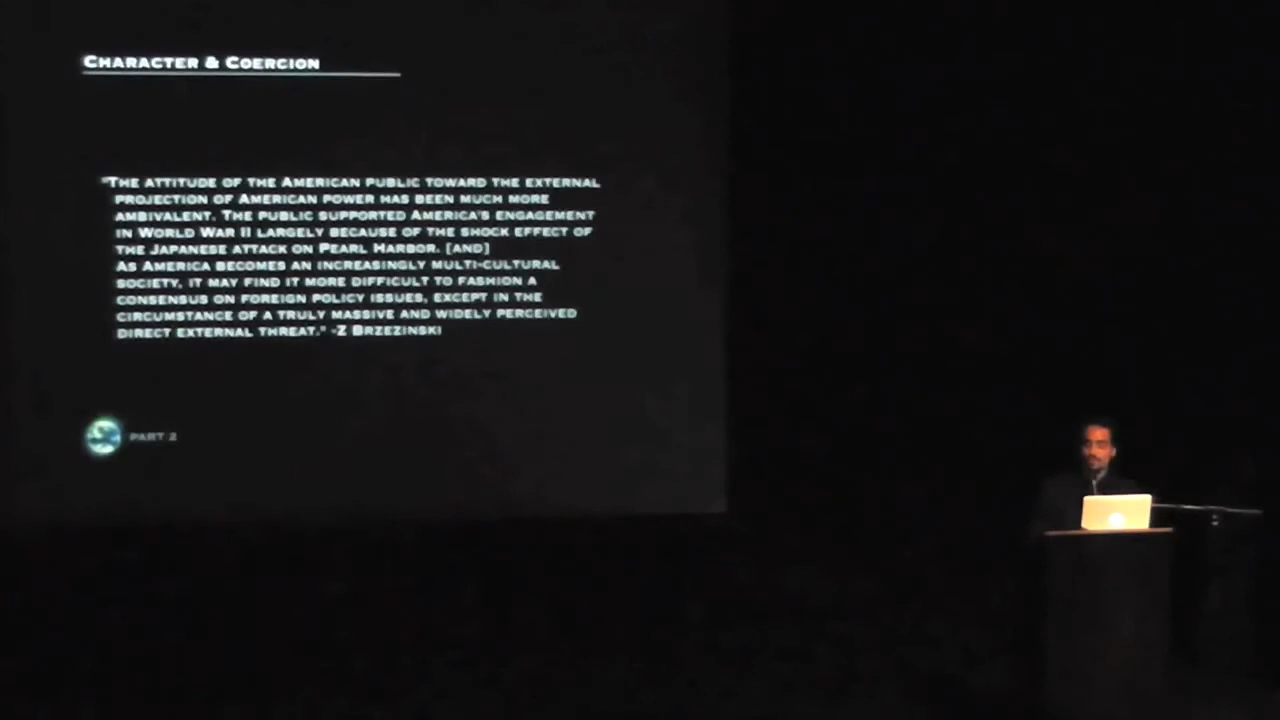 CHARACTER & COERCION
"THE ATTITUDE OF THE AMERICAN PUBLIC TOWARD THE EXTERNAL
PROJECTION OF AMERICAN POWER HAS BEEN MUCH MORE
AMBIVALENT. THE PUBLIC SUPPORTED AMERICA'S ENGAGEMENT
IN WORLD WAR II LARGELY BECAUSE OF THE SHOCK EFFECT OF
THE JAPANESE ATTACK ON PEARL HARBOR. [AND]
AS AMERICA BECOMES AN INCREASINGLY MULTI-CULTURAL
SOCIETY, IT MAY FIND IT MORE DIFFICULT TO FASHION A
CONSENSUS ON FOREIGN POLICY ISSUES, EXCEPT IN THE
CIRCUMSTANCE OF A TRULY MASSIVE AND WIDELY PERCEIVED
DIRECT EXTERNAL THREAT." -Z BRZEZINSKI
PART 2